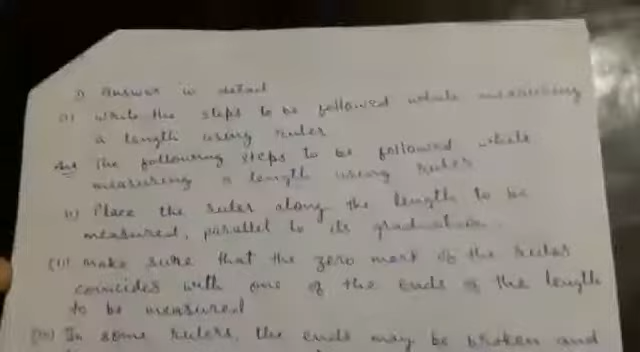 I) Answer in detail
a) write the steps to be followed while measuring
a length using ruler
Ans The following steps to be followed while
measuring a length using ruler
(i) Place the ruler along the length to be
measured, parallel to its graduation.
(ii) make sure that the zero mark of the ruler
coincides with one of the ends of the length
to be measured
(iii) In some rulers, the ends may be broken and